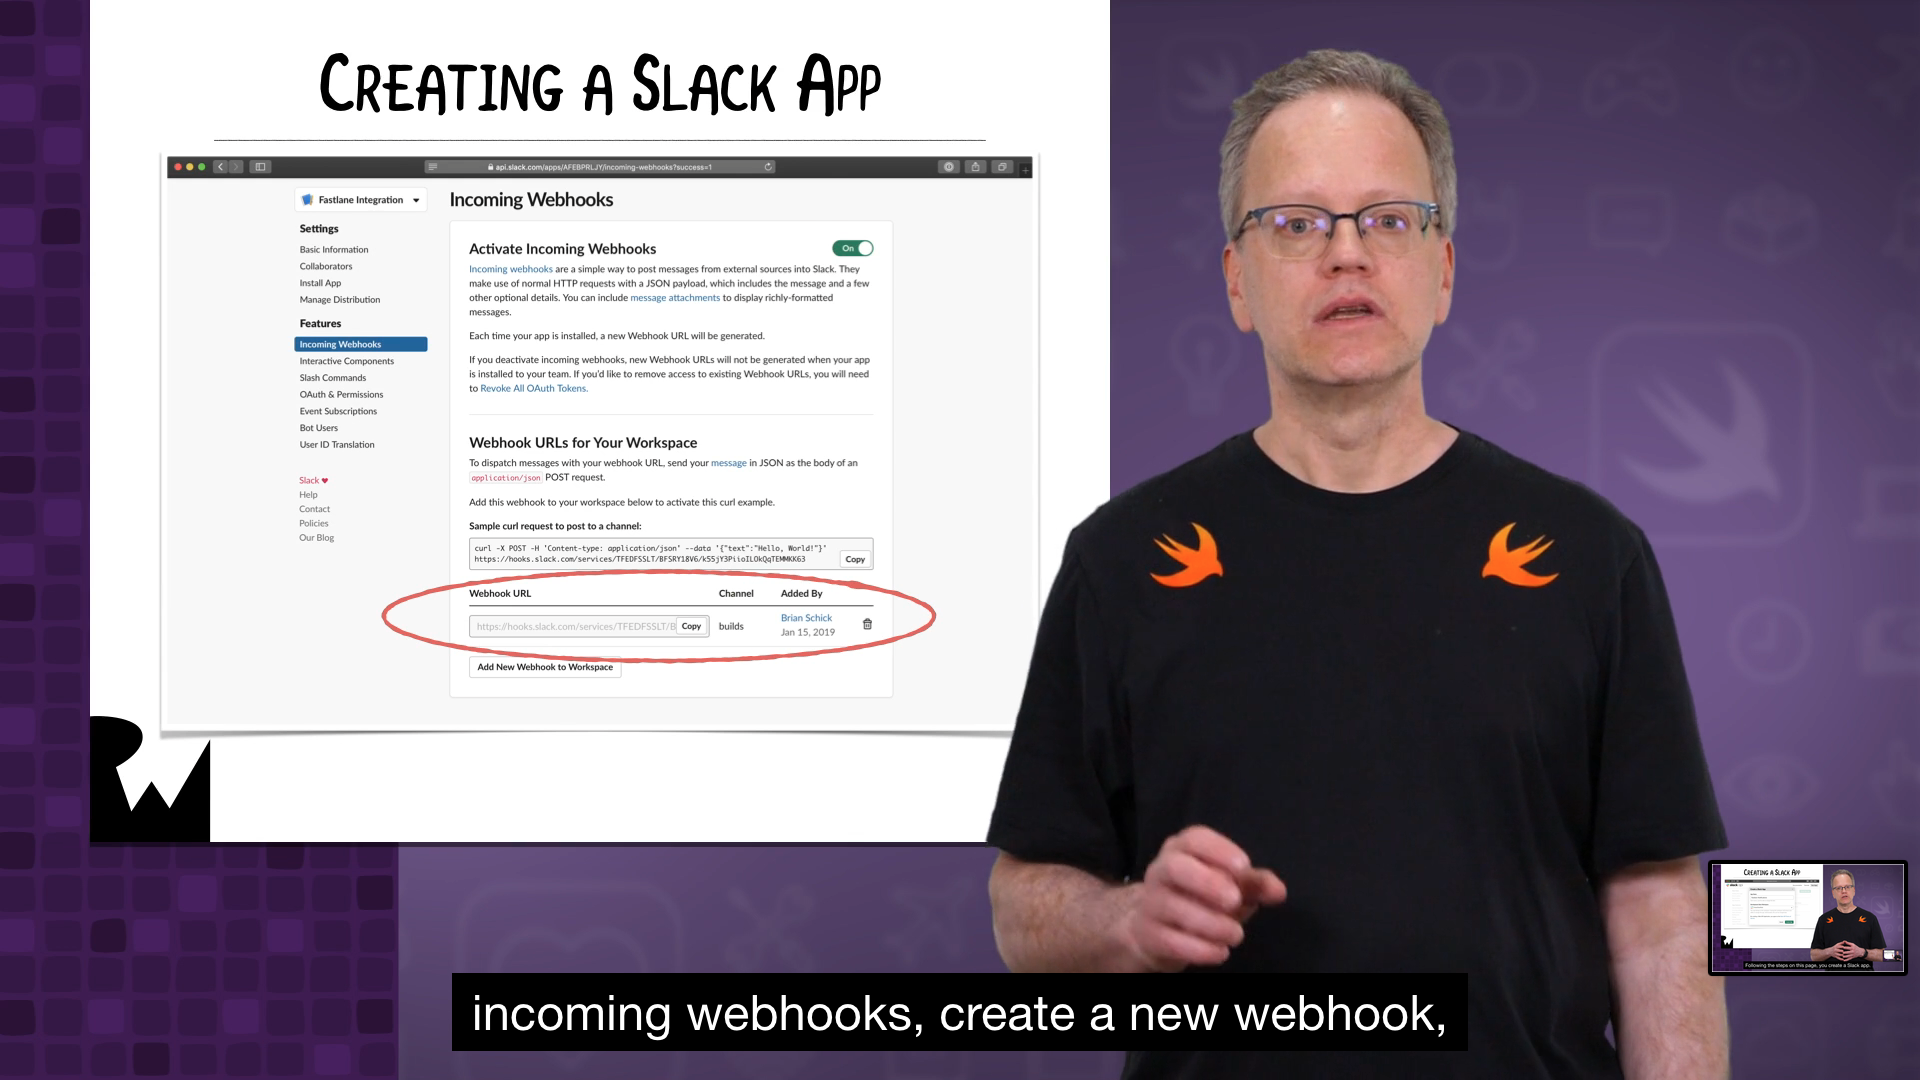 CREATING A SLACK APP
api.slack.com/apps/AFEBPRLJY/incoming-webhooks?success=1
Fastlane Integration
Settings
Basic Information
Collaborators
Install App
Manage Distribution
Features
Incoming Webhooks
Interactive Components
Slash Commands
OAuth & Permissions
Event Subscriptions
Bot Users
User ID Translation
Slack ♥
Help
Contact
Policies
Our Blog
Incoming Webhooks
Activate Incoming Webhooks
On
Incoming webhooks are a simple way to post messages from external sources into Slack. They
make use of normal HTTP requests with a JSON payload, which includes the message and a few
other optional details. You can include message attachments to display richly-formatted
messages.
Each time your app is installed, a new Webhook URL will be generated.
If you deactivate incoming webhooks, new Webhook URLs will not be generated when your app
is installed to your team. If you'd like to remove access to existing Webhook URLs, you will need
to Revoke All OAuth Tokens.
Webhook URLs for Your Workspace
To dispatch messages with your webhook URL, send your message in JSON as the body of an
application/json POST request.
Add this webhook to your workspace below to activate this curl example.
Sample curl request to post to a channel:
curl -X POST -H 'Content-type: application/json' --data '{"text":"Hello, World!"}'
https://hooks.slack.com/services/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
Copy
Webhook URL Channel Added By
https://hooks.slack.com/services/TFEDFSSLT/B Copy builds Brian Schick
Jan 15, 2019
Add New Webhook to Workspace
RW
CREATING A SLACK APP
Following the steps on this page, you create a Slack app.
incoming webhooks, create a new webhook,